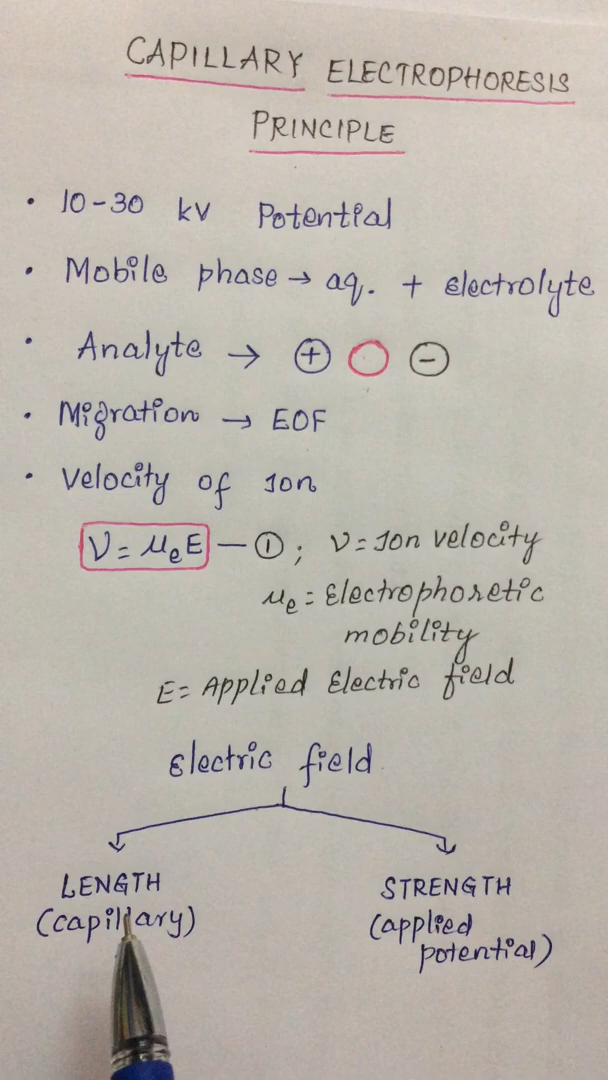 CAPILLARY ELECTROPHORESIS
PRINCIPLE
• 10-30 kV Potential
• Mobile phase → aq. + Electrolyte
• Analyte → + −
• Migration → EOF
• Velocity of Ion
V = μeE — ① ; V = Ion velocity
μe = Electrophoretic
mobility
E = Applied Electric field
Electric field
LENGTH
(capillary)
STRENGTH
(applied
potential)